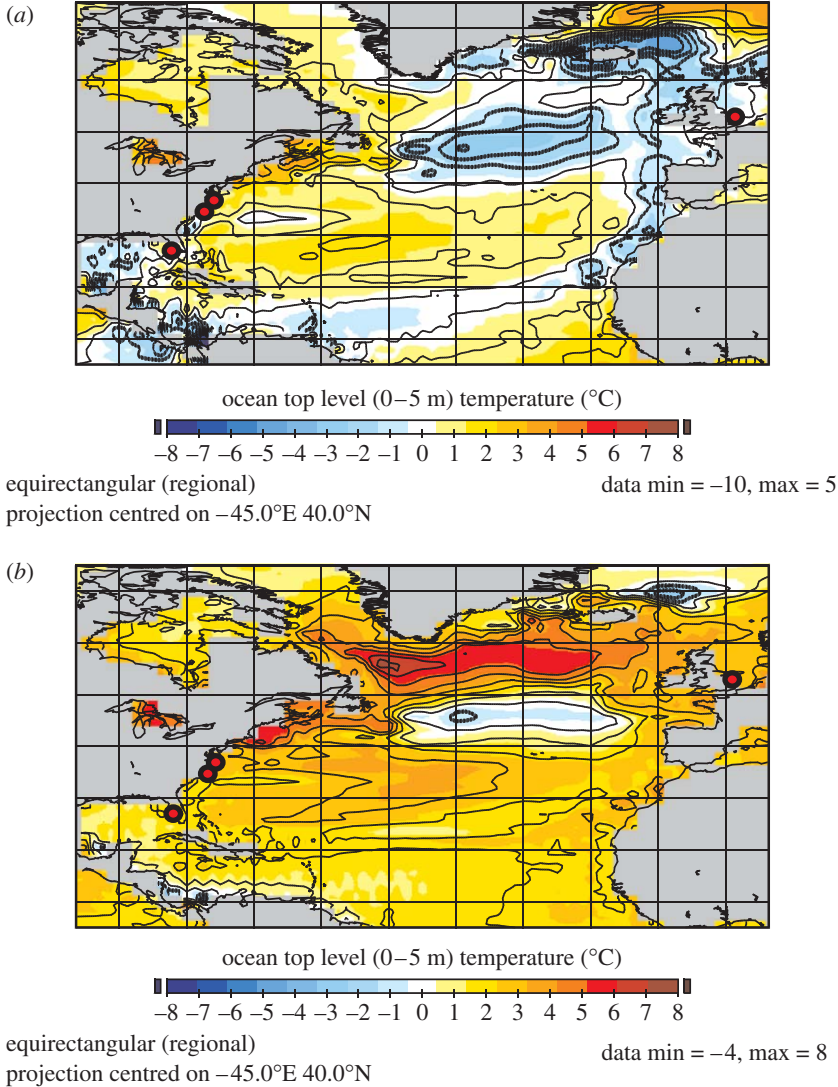 (a)
ocean top level (0–5 m) temperature (°C)
–8 –7 –6 –5 –4 –3 –2 –1 0 1 2 3 4 5 6 7 8
equirectangular (regional)
data min = –10, max = 5
projection centred on –45.0°E 40.0°N
(b)
ocean top level (0–5 m) temperature (°C)
–8 –7 –6 –5 –4 –3 –2 –1 0 1 2 3 4 5 6 7 8
equirectangular (regional)
data min = –4, max = 8
projection centred on –45.0°E 40.0°N